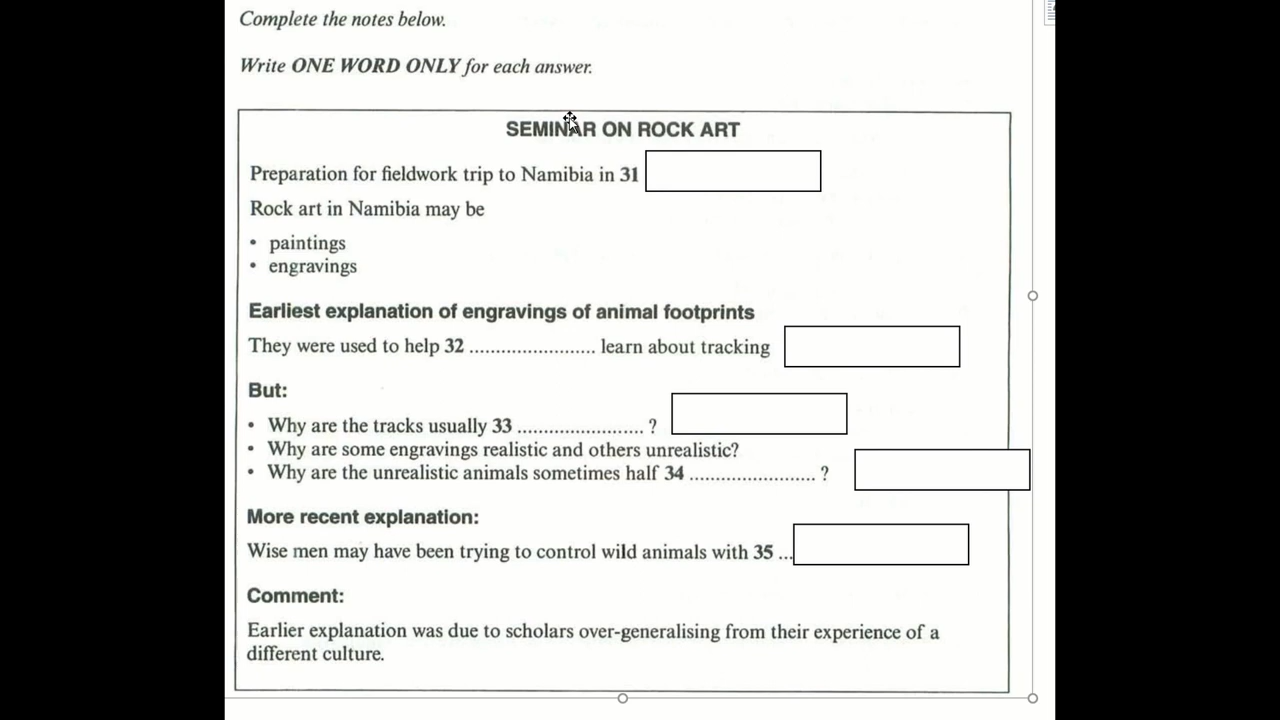 Complete the notes below.
Write ONE WORD ONLY for each answer.
SEMINAR ON ROCK ART
Preparation for fieldwork trip to Namibia in 31
Rock art in Namibia may be
• paintings
• engravings
Earliest explanation of engravings of animal footprints
They were used to help 32 ........................ learn about tracking
But:
• Why are the tracks usually 33 ........................ ?
• Why are some engravings realistic and others unrealistic?
• Why are the unrealistic animals sometimes half 34 ........................ ?
More recent explanation:
Wise men may have been trying to control wild animals with 35 ...
Comment:
Earlier explanation was due to scholars over-generalising from their experience of a
different culture.